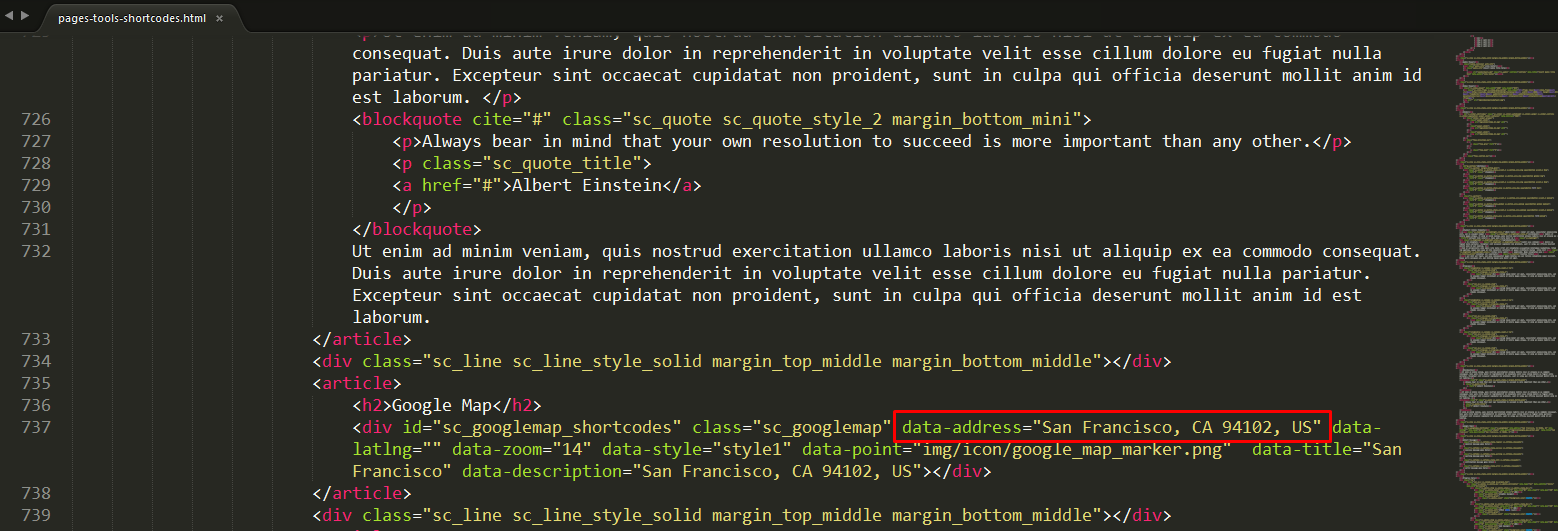 pages-tools-shortcodes.html ×
consequat. Duis aute irure dolor in reprehenderit in voluptate velit esse cillum dolore eu fugiat nulla
pariatur. Excepteur sint occaecat cupidatat non proident, sunt in culpa qui officia deserunt mollit anim id
est laborum. </p>
726 <blockquote cite="#" class="sc_quote sc_quote_style_2 margin_bottom_mini">
727 <p>Always bear in mind that your own resolution to succeed is more important than any other.</p>
728 <p class="sc_quote_title">
729 <a href="#">Albert Einstein</a>
730 </p>
731 </blockquote>
732 Ut enim ad minim veniam, quis nostrud exercitation ullamco laboris nisi ut aliquip ex ea commodo consequat.
Duis aute irure dolor in reprehenderit in voluptate velit esse cillum dolore eu fugiat nulla pariatur.
Excepteur sint occaecat cupidatat non proident, sunt in culpa qui officia deserunt mollit anim id est
laborum.
733 </article>
734 <div class="sc_line sc_line_style_solid margin_top_middle margin_bottom_middle"></div>
735 <article>
736 <h2>Google Map</h2>
737 <div id="sc_googlemap_shortcodes" class="sc_googlemap" data-address="San Francisco, CA 94102, US" data-
latlng="" data-zoom="14" data-style="style1" data-point="img/icon/google_map_marker.png" data-title="San
Francisco" data-description="San Francisco, CA 94102, US"></div>
738 </article>
739 <div class="sc_line sc_line_style_solid margin_top_middle margin_bottom_middle"></div>